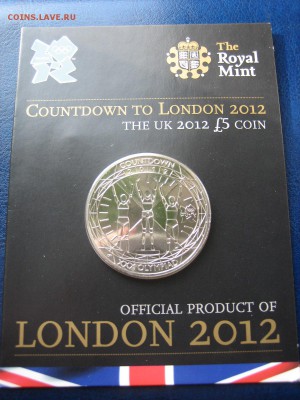 COINS.LAVE.RU
The
Royal
Mint
COUNTDOWN TO LONDON 2012
THE UK 2012 £5 COIN
COUNTDOWN
OFFICIAL PRODUCT OF
LONDON 2012